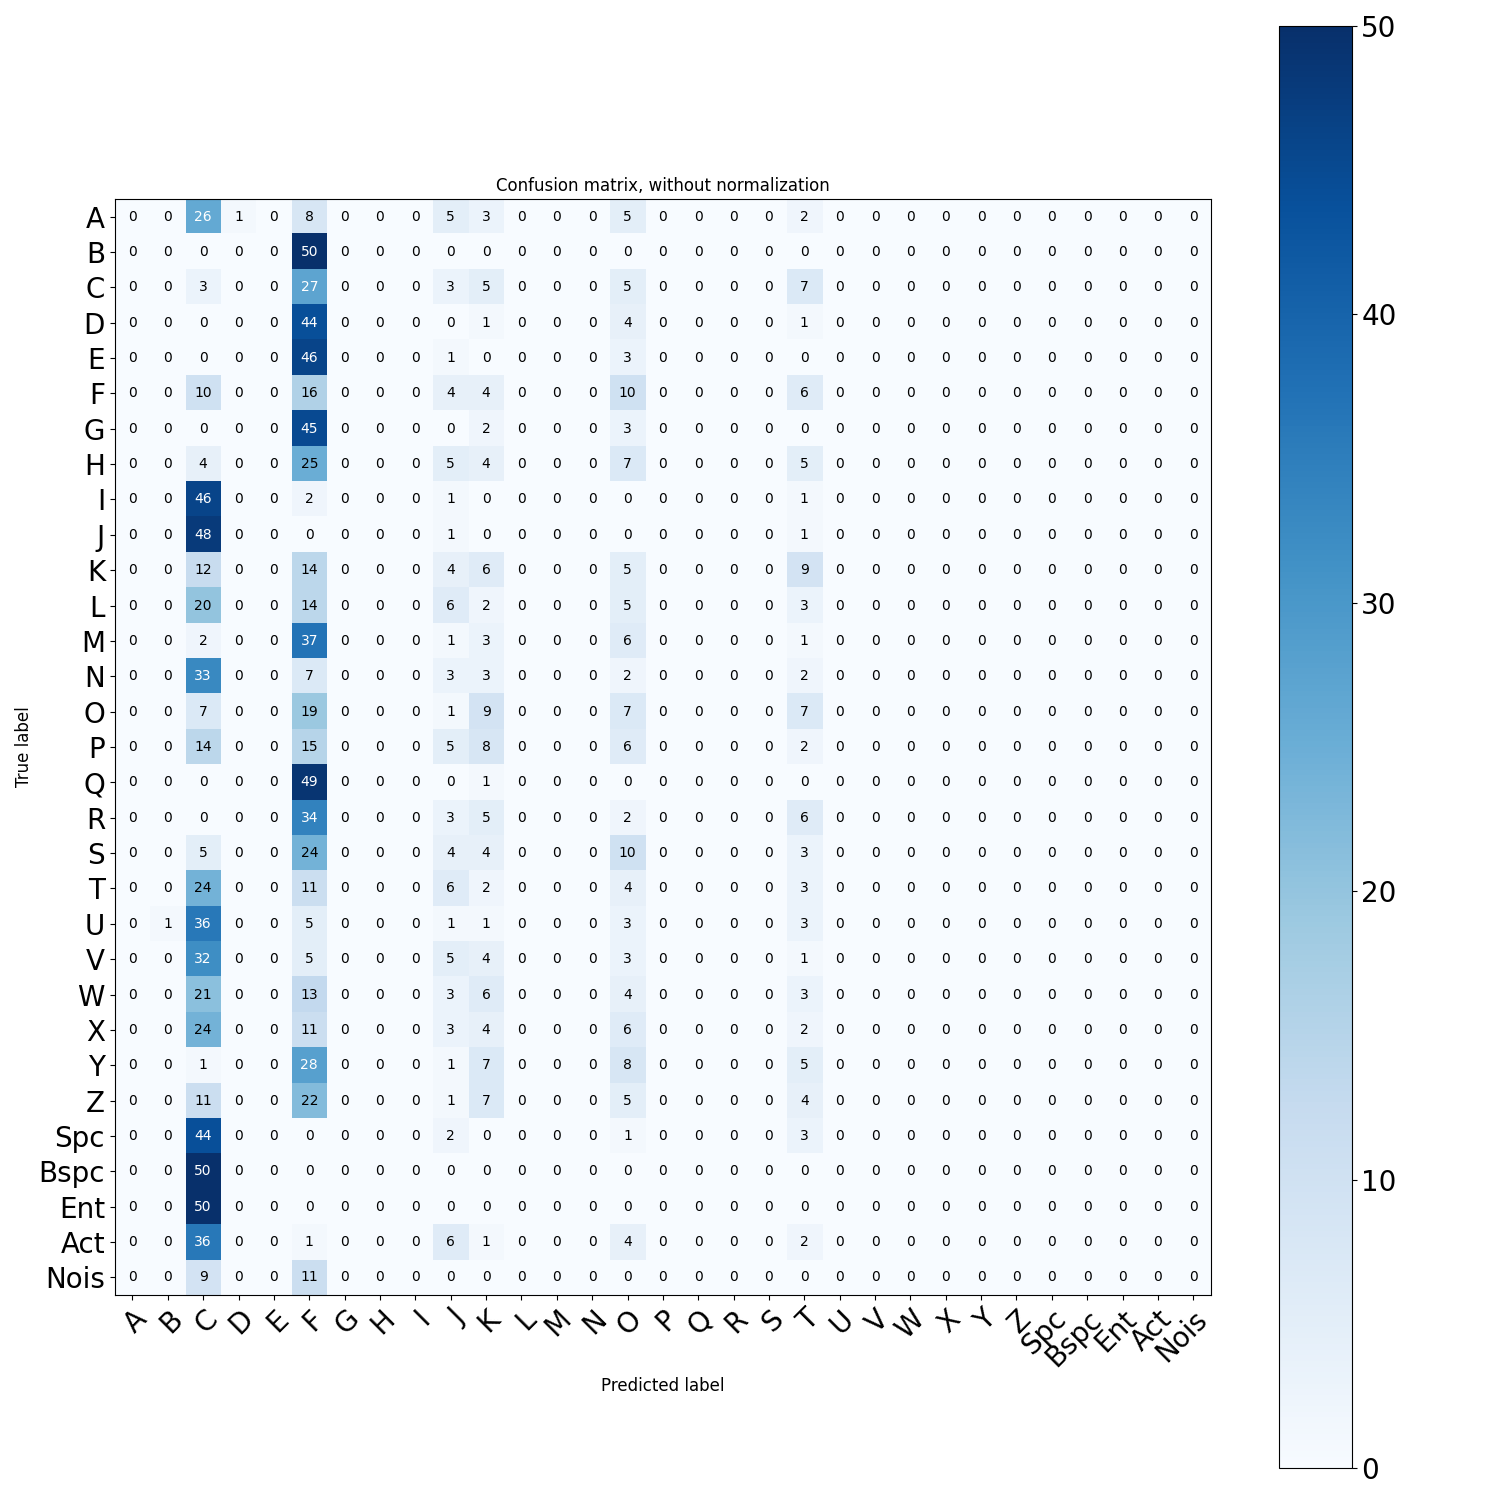 Confusion matrix, without normalization
A 0 0 26 1 0 8 0 0 0 5 3 0 0 0 5 0 0 0 0 2 0 0 0 0 0 0 0 0 0 0 0
B 0 0 0 0 0 50 0 0 0 0 0 0 0 0 0 0 0 0 0 0 0 0 0 0 0 0 0 0 0 0 0
C 0 0 3 0 0 27 0 0 0 3 5 0 0 0 5 0 0 0 0 7 0 0 0 0 0 0 0 0 0 0 0
D 0 0 0 0 0 44 0 0 0 0 1 0 0 0 4 0 0 0 0 1 0 0 0 0 0 0 0 0 0 0 0
E 0 0 0 0 0 46 0 0 0 1 0 0 0 0 3 0 0 0 0 0 0 0 0 0 0 0 0 0 0 0 0
F 0 0 10 0 0 16 0 0 0 4 4 0 0 0 10 0 0 0 0 6 0 0 0 0 0 0 0 0 0 0 0
G 0 0 0 0 0 45 0 0 0 0 2 0 0 0 3 0 0 0 0 0 0 0 0 0 0 0 0 0 0 0 0
H 0 0 4 0 0 25 0 0 0 5 4 0 0 0 7 0 0 0 0 5 0 0 0 0 0 0 0 0 0 0 0
I 0 0 46 0 0 2 0 0 0 1 0 0 0 0 0 0 0 0 0 1 0 0 0 0 0 0 0 0 0 0 0
J 0 0 48 0 0 0 0 0 0 1 0 0 0 0 0 0 0 0 0 1 0 0 0 0 0 0 0 0 0 0 0
K 0 0 12 0 0 14 0 0 0 4 6 0 0 0 5 0 0 0 0 9 0 0 0 0 0 0 0 0 0 0 0
L 0 0 20 0 0 14 0 0 0 6 2 0 0 0 5 0 0 0 0 3 0 0 0 0 0 0 0 0 0 0 0
M 0 0 2 0 0 37 0 0 0 1 3 0 0 0 6 0 0 0 0 1 0 0 0 0 0 0 0 0 0 0 0
N 0 0 33 0 0 7 0 0 0 3 3 0 0 0 2 0 0 0 0 2 0 0 0 0 0 0 0 0 0 0 0
O 0 0 7 0 0 19 0 0 0 1 9 0 0 0 7 0 0 0 0 7 0 0 0 0 0 0 0 0 0 0 0
P 0 0 14 0 0 15 0 0 0 5 8 0 0 0 6 0 0 0 0 2 0 0 0 0 0 0 0 0 0 0 0
Q 0 0 0 0 0 49 0 0 0 0 1 0 0 0 0 0 0 0 0 0 0 0 0 0 0 0 0 0 0 0 0
R 0 0 0 0 0 34 0 0 0 3 5 0 0 0 2 0 0 0 0 6 0 0 0 0 0 0 0 0 0 0 0
S 0 0 5 0 0 24 0 0 0 4 4 0 0 0 10 0 0 0 0 3 0 0 0 0 0 0 0 0 0 0 0
T 0 0 24 0 0 11 0 0 0 6 2 0 0 0 4 0 0 0 0 3 0 0 0 0 0 0 0 0 0 0 0
U 0 1 36 0 0 5 0 0 0 1 1 0 0 0 3 0 0 0 0 3 0 0 0 0 0 0 0 0 0 0 0
V 0 0 32 0 0 5 0 0 0 5 4 0 0 0 3 0 0 0 0 1 0 0 0 0 0 0 0 0 0 0 0
W 0 0 21 0 0 13 0 0 0 3 6 0 0 0 4 0 0 0 0 3 0 0 0 0 0 0 0 0 0 0 0
X 0 0 24 0 0 11 0 0 0 3 4 0 0 0 6 0 0 0 0 2 0 0 0 0 0 0 0 0 0 0 0
Y 0 0 1 0 0 28 0 0 0 1 7 0 0 0 8 0 0 0 0 5 0 0 0 0 0 0 0 0 0 0 0
Z 0 0 11 0 0 22 0 0 0 1 7 0 0 0 5 0 0 0 0 4 0 0 0 0 0 0 0 0 0 0 0
Spc 0 0 44 0 0 0 0 0 0 2 0 0 0 0 1 0 0 0 0 3 0 0 0 0 0 0 0 0 0 0 0
Bspc 0 0 50 0 0 0 0 0 0 0 0 0 0 0 0 0 0 0 0 0 0 0 0 0 0 0 0 0 0 0 0
Ent 0 0 50 0 0 0 0 0 0 0 0 0 0 0 0 0 0 0 0 0 0 0 0 0 0 0 0 0 0 0 0
Act 0 0 36 0 0 1 0 0 0 6 1 0 0 0 4 0 0 0 0 2 0 0 0 0 0 0 0 0 0 0 0
Nois 0 0 9 0 0 11 0 0 0 0 0 0 0 0 0 0 0 0 0 0 0 0 0 0 0 0 0 0 0 0 0
A B C D E F G H I J K L M N O P Q R S T U V W X Y Z Spc Bspc Ent Act Nois
Predicted label
True label
50
40
30
20
10
0